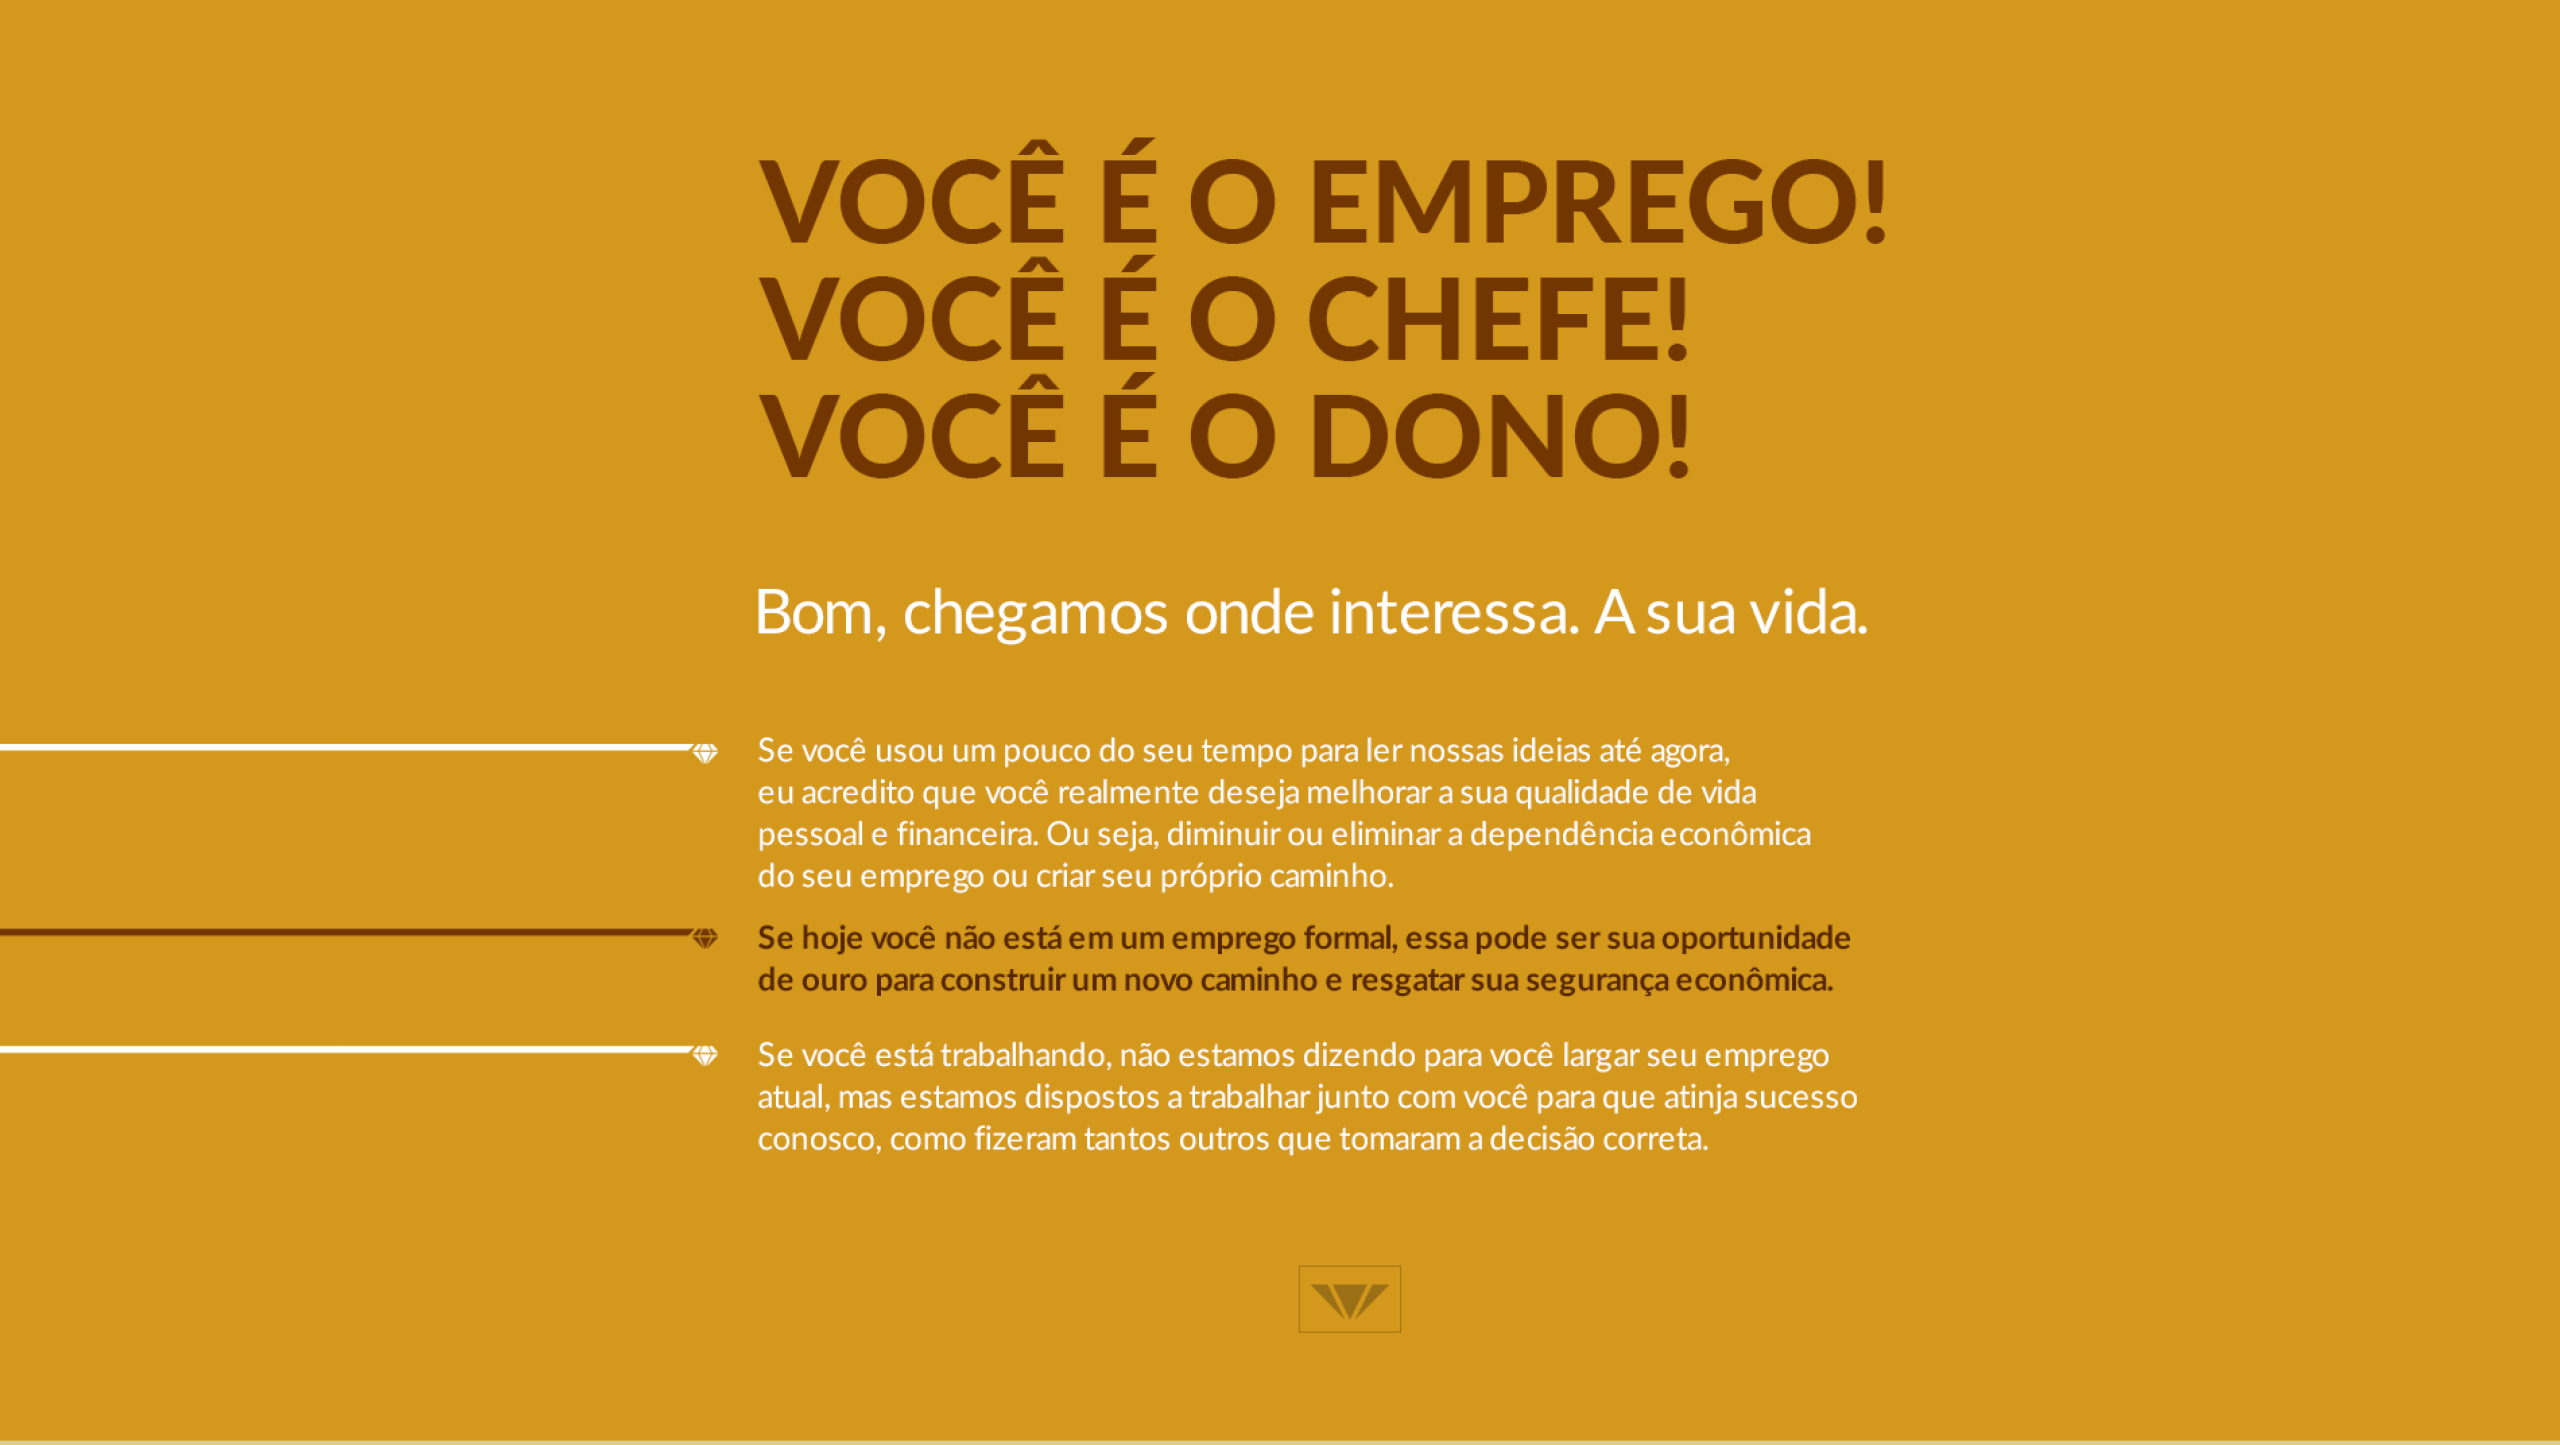 VOCÊ É O EMPREGO!
VOCÊ É O CHEFE!
VOCÊ É O DONO!
Bom, chegamos onde interessa. A sua vida.
Se você usou um pouco do seu tempo para ler nossas ideias até agora,
eu acredito que você realmente deseja melhorar a sua qualidade de vida
pessoal e financeira. Ou seja, diminuir ou eliminar a dependência econômica
do seu emprego ou criar seu próprio caminho.
Se hoje você não está em um emprego formal, essa pode ser sua oportunidade
de ouro para construir um novo caminho e resgatar sua segurança econômica.
Se você está trabalhando, não estamos dizendo para você largar seu emprego
atual, mas estamos dispostos a trabalhar junto com você para que atinja sucesso
conosco, como fizeram tantos outros que tomaram a decisão correta.